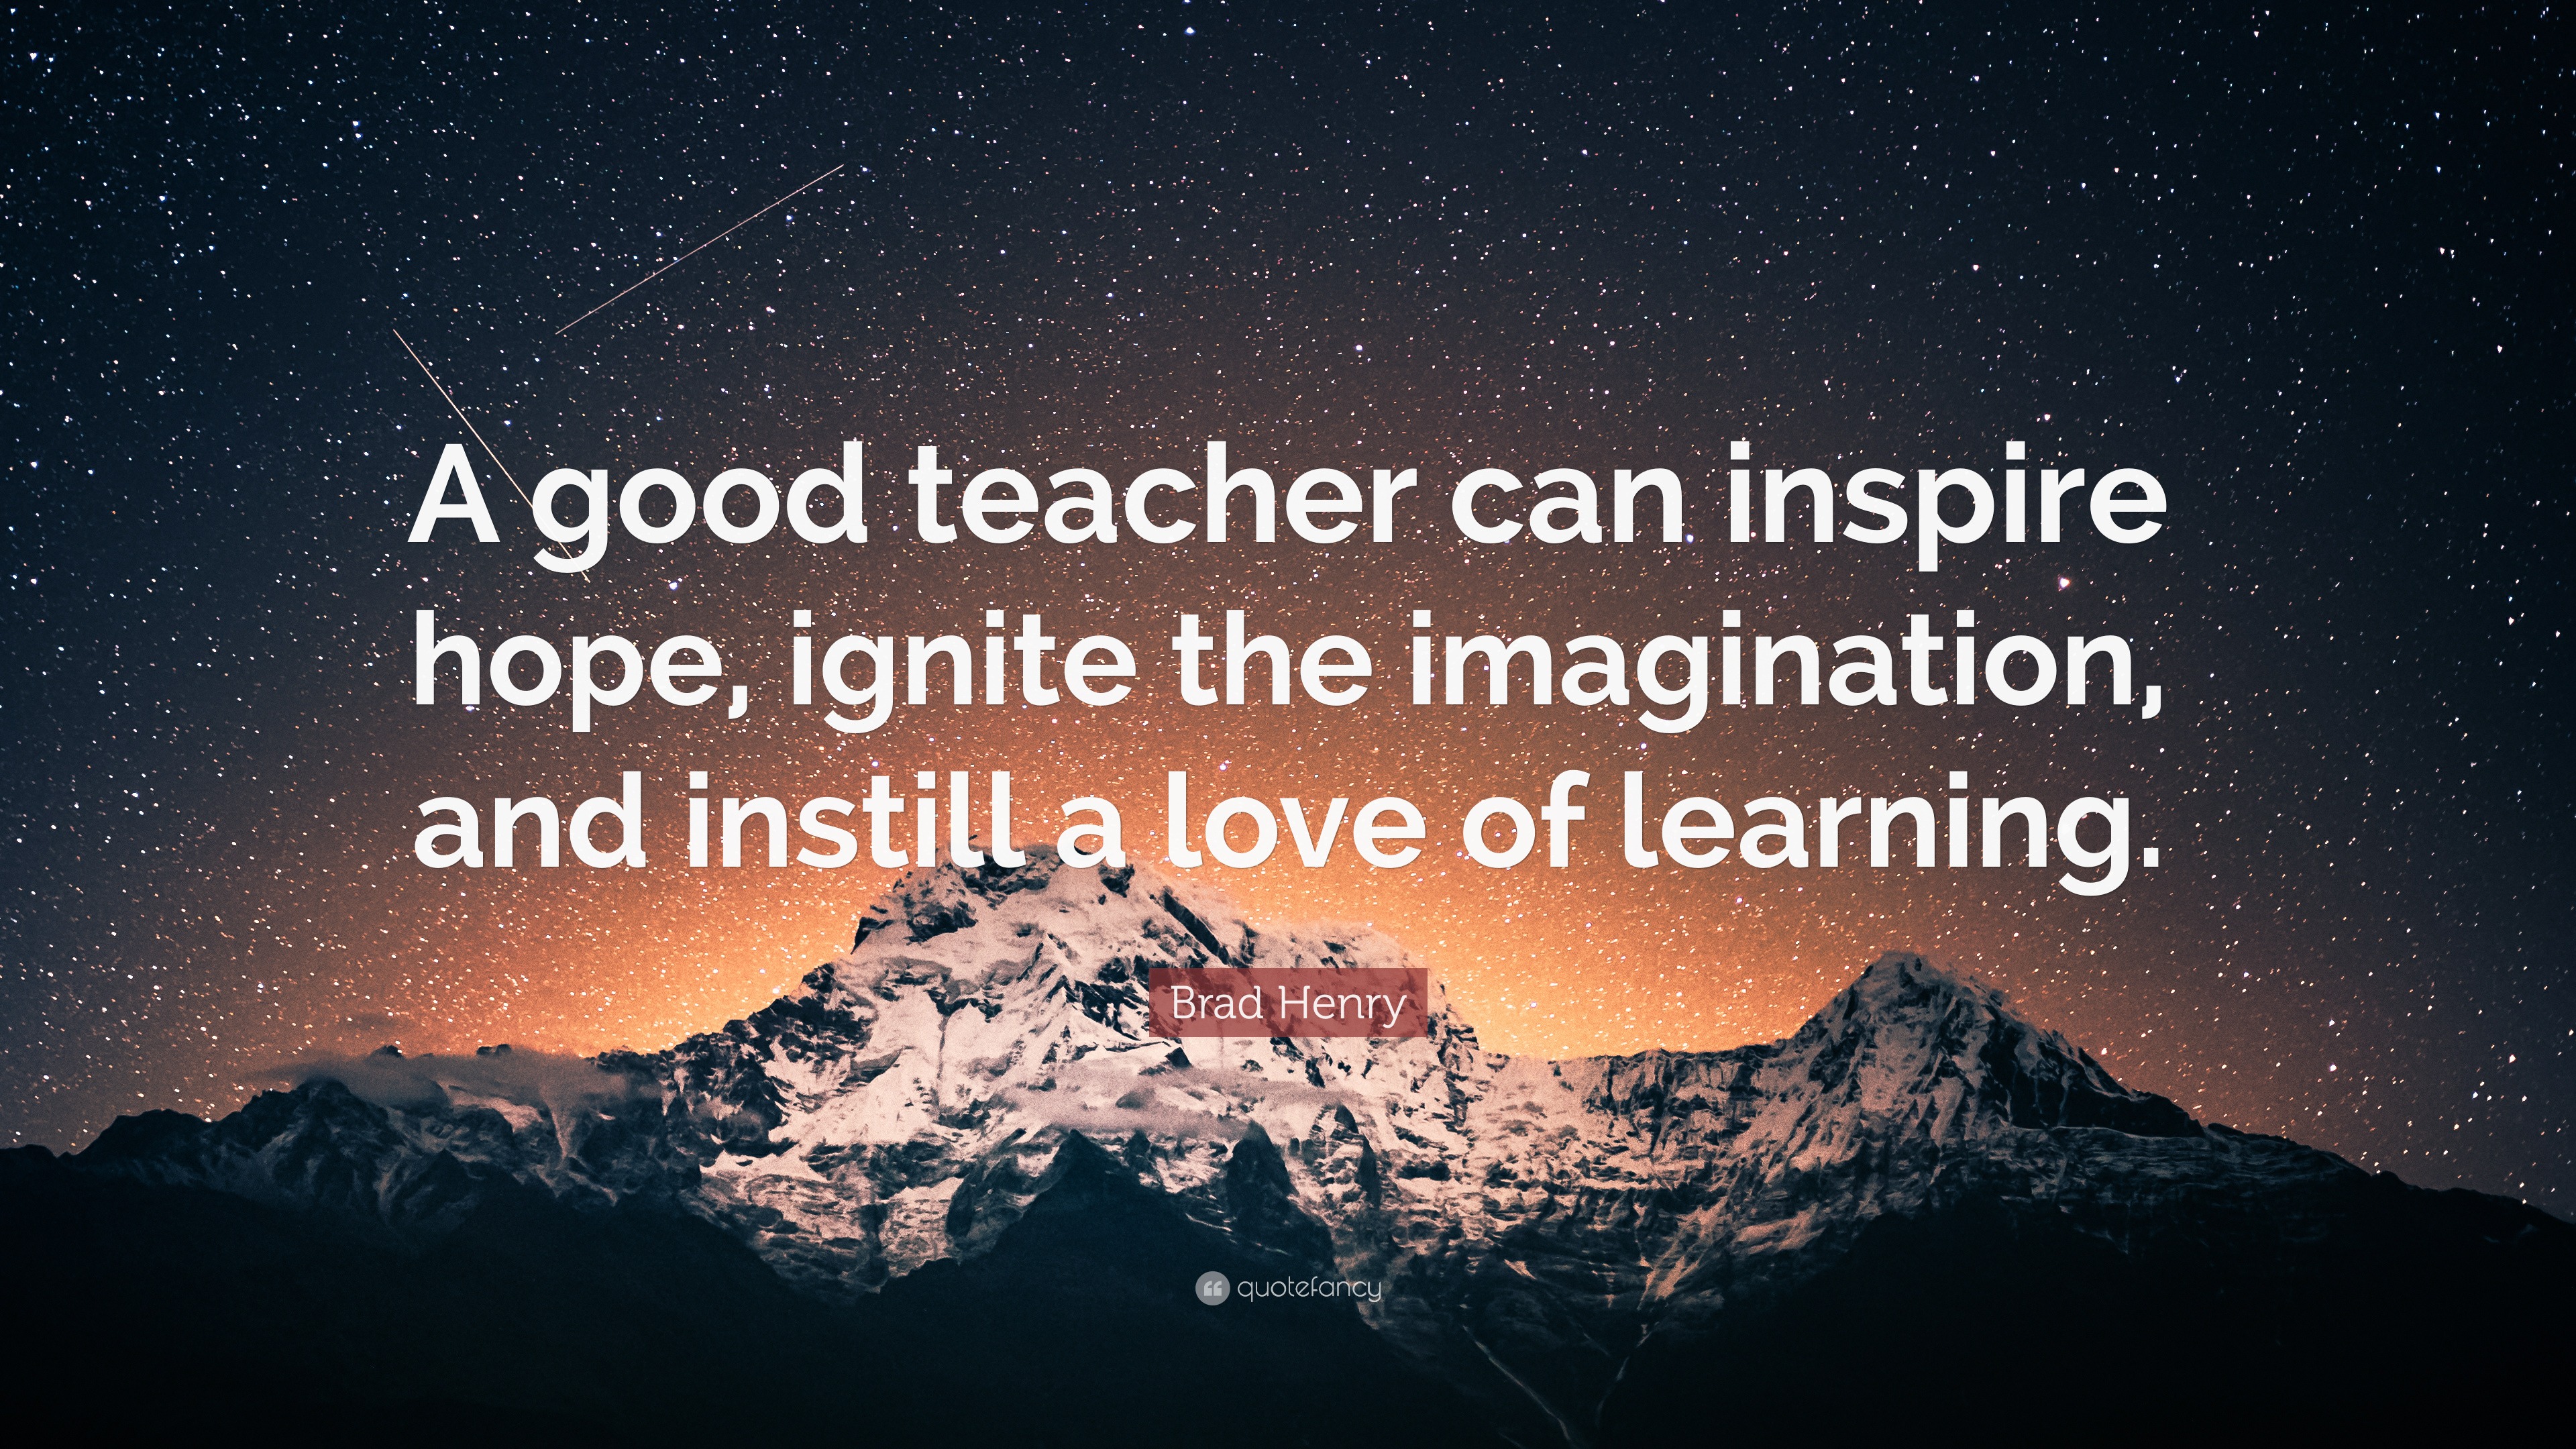 A good teacher can inspire
hope, ignite the imagination,
and instill a love of learning.
Brad Henry
quotefancy